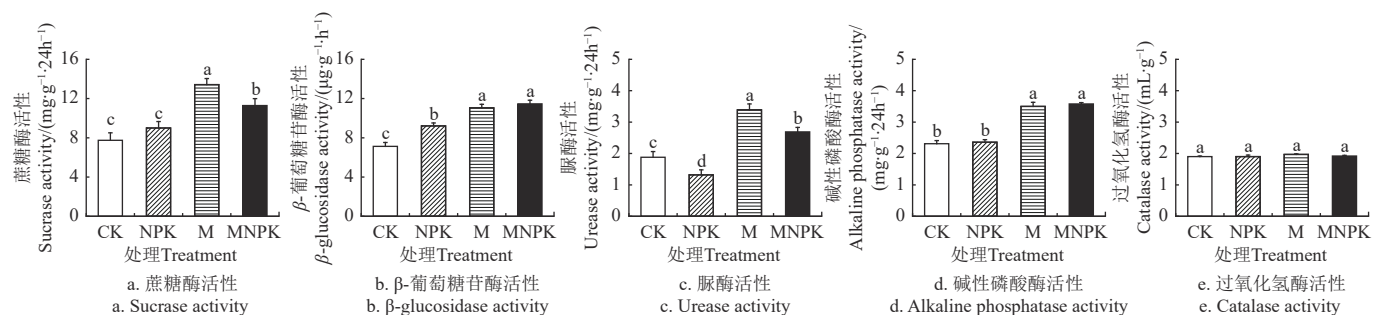 蔗糖酶活性
Sucrase activity/(mg·g⁻¹·24h⁻¹)
16
12
8
4
0
c
c
a
b
CK NPK M MNPK
处理Treatment
a. 蔗糖酶活性
a. Sucrase activity
β-葡萄糖苷酶活性
β-glucosidase activity/(μg·g⁻¹·h⁻¹)
16
12
8
4
0
c
b
a
a
CK NPK M MNPK
处理Treatment
b. β-葡萄糖苷酶活性
b. β-glucosidase activity
脲酶活性
Urease activity/(mg·g⁻¹·24h⁻¹)
5
4
3
2
1
0
c
d
a
b
CK NPK M MNPK
处理Treatment
c. 脲酶活性
c. Urease activity
碱性磷酸酶活性
Alkaline phosphatase activity/
(mg·g⁻¹·24h⁻¹)
5
4
3
2
1
0
b
b
a
a
CK NPK M MNPK
处理Treatment
d. 碱性磷酸酶活性
d. Alkaline phosphatase activity
过氧化氢酶活性
Catalase activity/(mL·g⁻¹)
5
4
3
2
1
0
a
a
a
a
CK NPK M MNPK
处理Treatment
e. 过氧化氢酶活性
e. Catalase activity